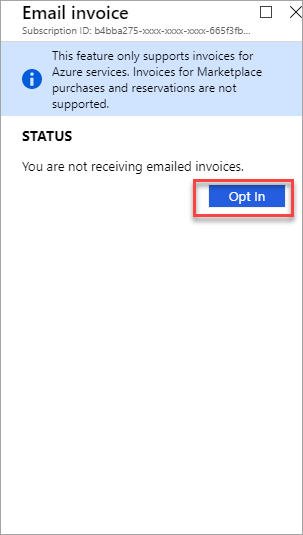 Email invoice
Subscription ID: b4bba275-xxxx-xxxx-xxxx-665f3fb...
This feature only supports invoices for
Azure services. Invoices for Marketplace
purchases and reservations are not
supported.
STATUS
You are not receiving emailed invoices.
Opt In